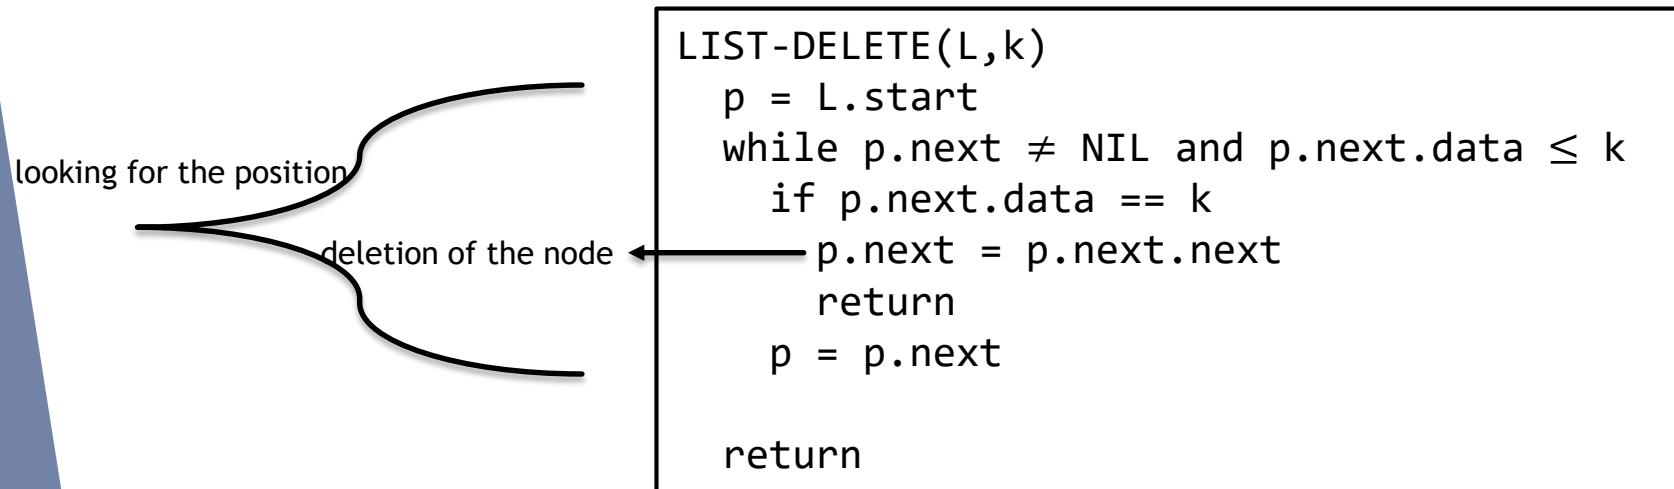 looking for the position
deletion of the node
LIST-DELETE(L,k)
p = L.start
while p.next ≠ NIL and p.next.data ≤ k
if p.next.data == k
p.next = p.next.next
return
p = p.next
return